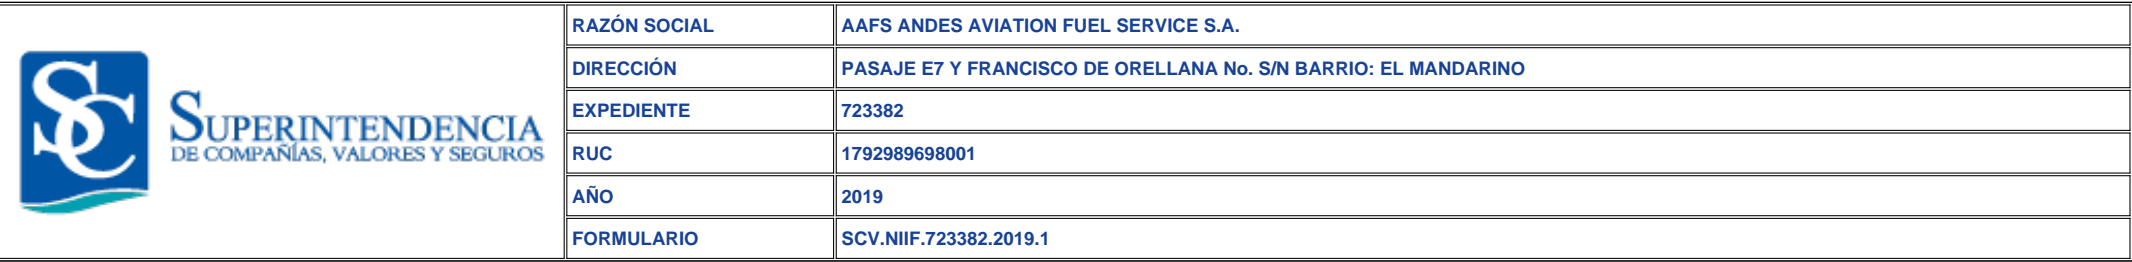 SC
SUPERINTENDENCIA
DE COMPAÑÍAS, VALORES Y SEGUROS
RAZÓN SOCIAL AAFS ANDES AVIATION FUEL SERVICE S.A.
DIRECCIÓN PASAJE E7 Y FRANCISCO DE ORELLANA No. S/N BARRIO: EL MANDARINO
EXPEDIENTE 723382
RUC 1792989698001
AÑO 2019
FORMULARIO SCV.NIIF.723382.2019.1